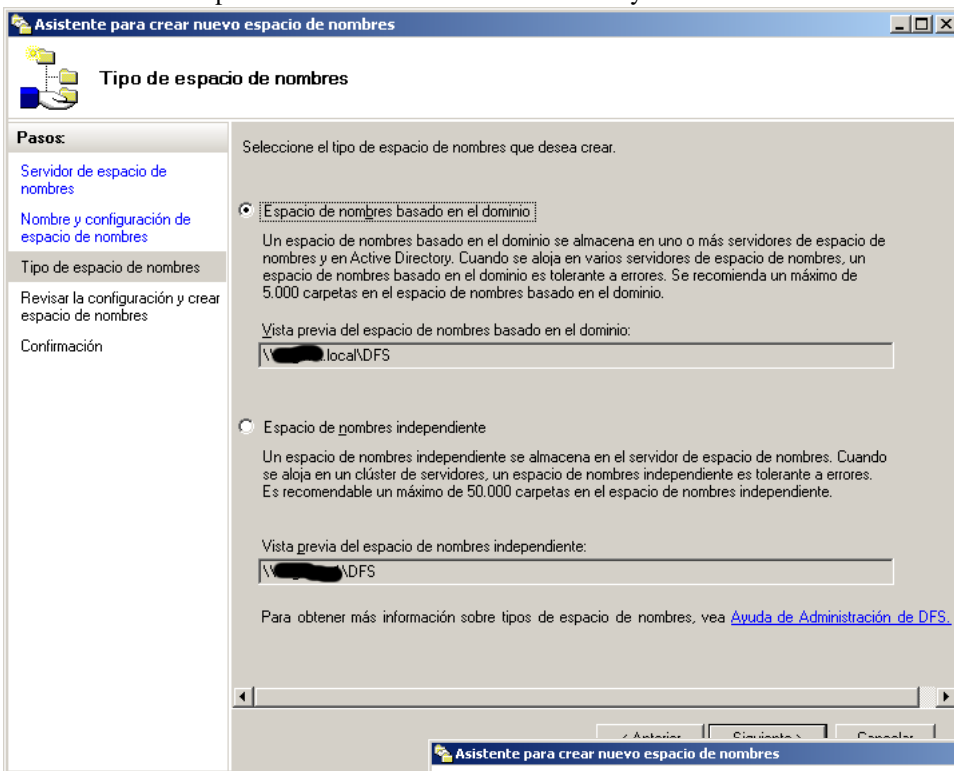 Asistente para crear nuevo espacio de nombres
Tipo de espacio de nombres
Pasos:
Servidor de espacio de
nombres
Nombre y configuración de
espacio de nombres
Tipo de espacio de nombres
Revisar la configuración y crear
espacio de nombres
Confirmación
Seleccione el tipo de espacio de nombres que desea crear.
Espacio de nombres basado en el dominio
Un espacio de nombres basado en el dominio se almacena en uno o más servidores de espacio de
nombres y en Active Directory. Cuando se aloja en varios servidores de espacio de nombres, un
espacio de nombres basado en el dominio es tolerante a errores. Se recomienda un máximo de
5.000 carpetas en el espacio de nombres basado en el dominio.
Vista previa del espacio de nombres basado en el dominio:
\\ .local\DFS
Espacio de nombres independiente
Un espacio de nombres independiente se almacena en el servidor de espacio de nombres. Cuando
se aloja en un clúster de servidores, un espacio de nombres independiente es tolerante a errores.
Es recomendable un máximo de 50.000 carpetas en el espacio de nombres independiente.
Vista previa del espacio de nombres independiente:
\\ \DFS
Para obtener más información sobre tipos de espacio de nombres, vea Ayuda de Administración de DFS.
< Anterior Siguiente > Cancelar
Asistente para crear nuevo espacio de nombres